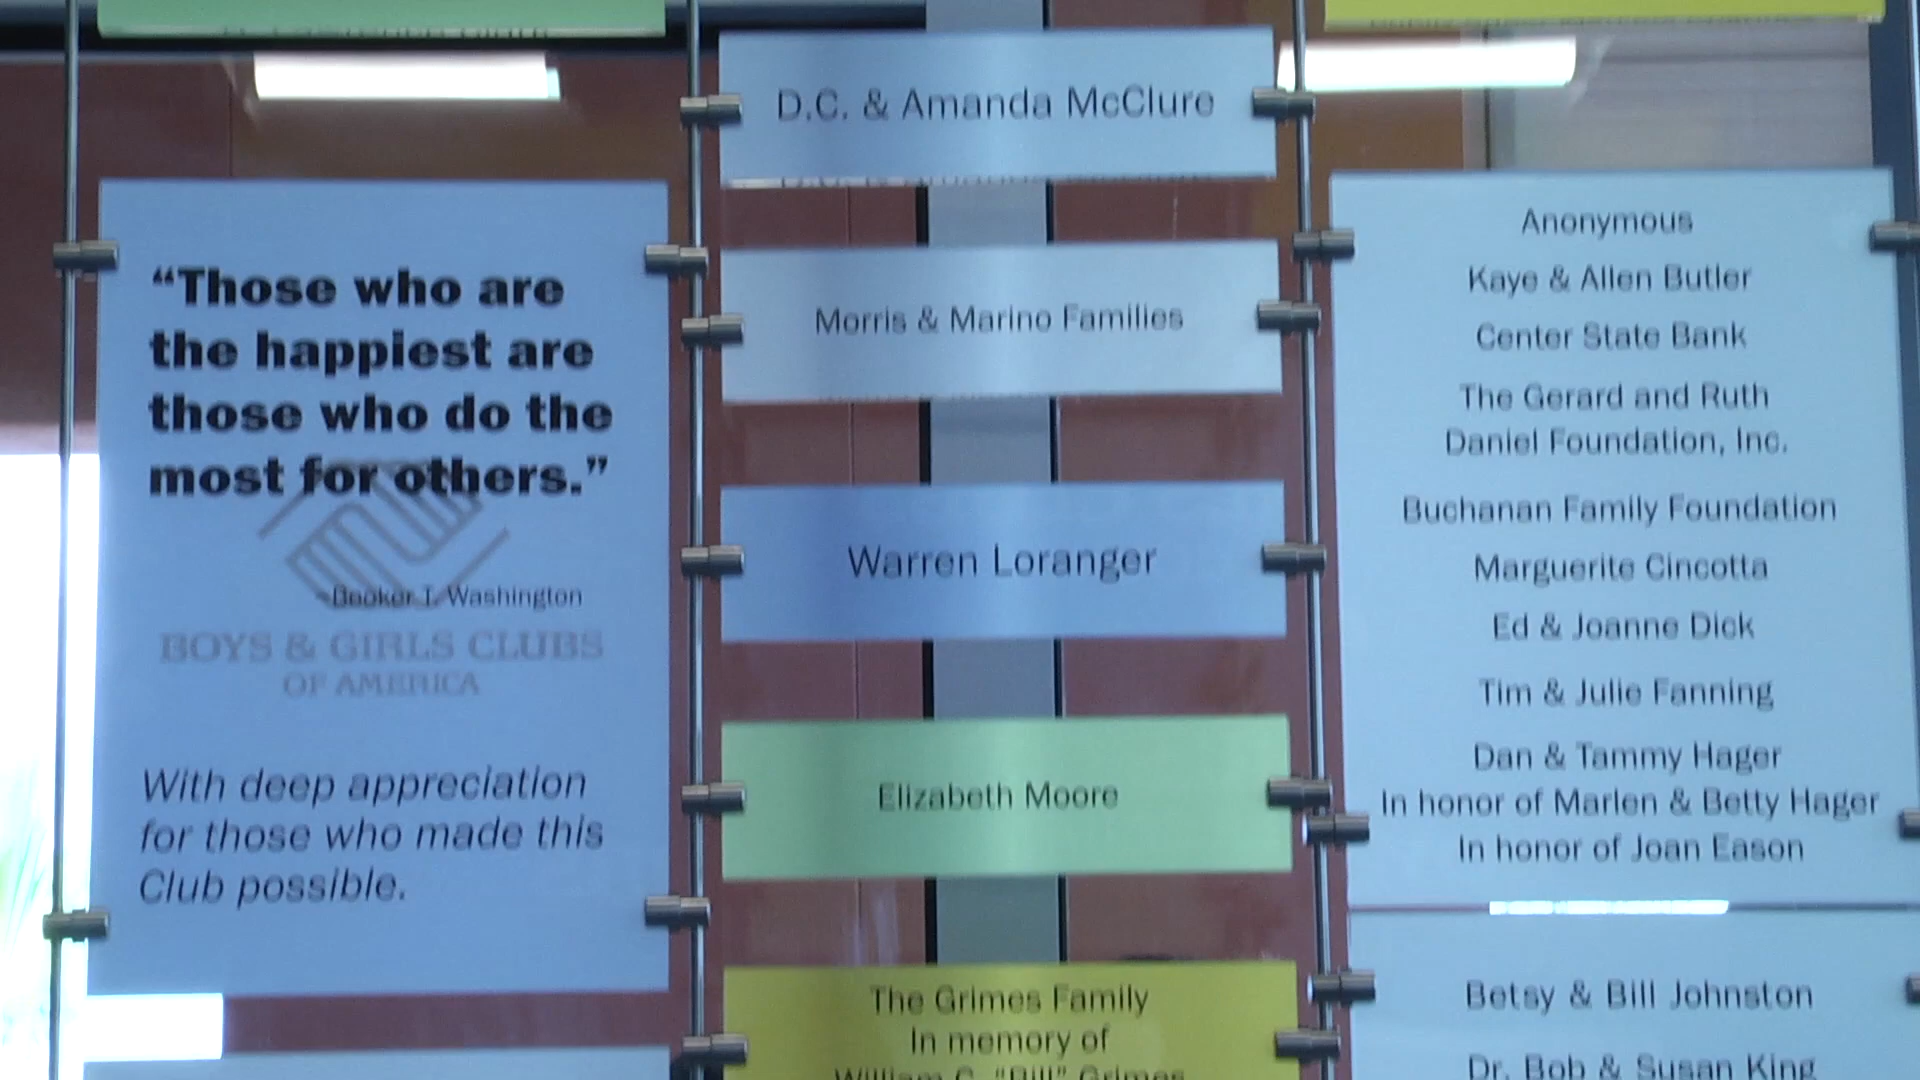 “Those who are
the happiest are
those who do the
most for others.”
-Booker T. Washington
BOYS & GIRLS CLUBS
OF AMERICA
With deep appreciation
for those who made this
Club possible.
D.C. & Amanda McClure
Morris & Marino Families
Warren Loranger
Elizabeth Moore
The Grimes Family
In memory of
William C. “Bill” Grimes
Anonymous
Kaye & Allen Butler
Center State Bank
The Gerard and Ruth
Daniel Foundation, Inc.
Buchanan Family Foundation
Marguerite Cincotta
Ed & Joanne Dick
Tim & Julie Fanning
Dan & Tammy Hager
In honor of Marlen & Betty Hager
In honor of Joan Eason
Betsy & Bill Johnston
Dr. Bob & Susan King